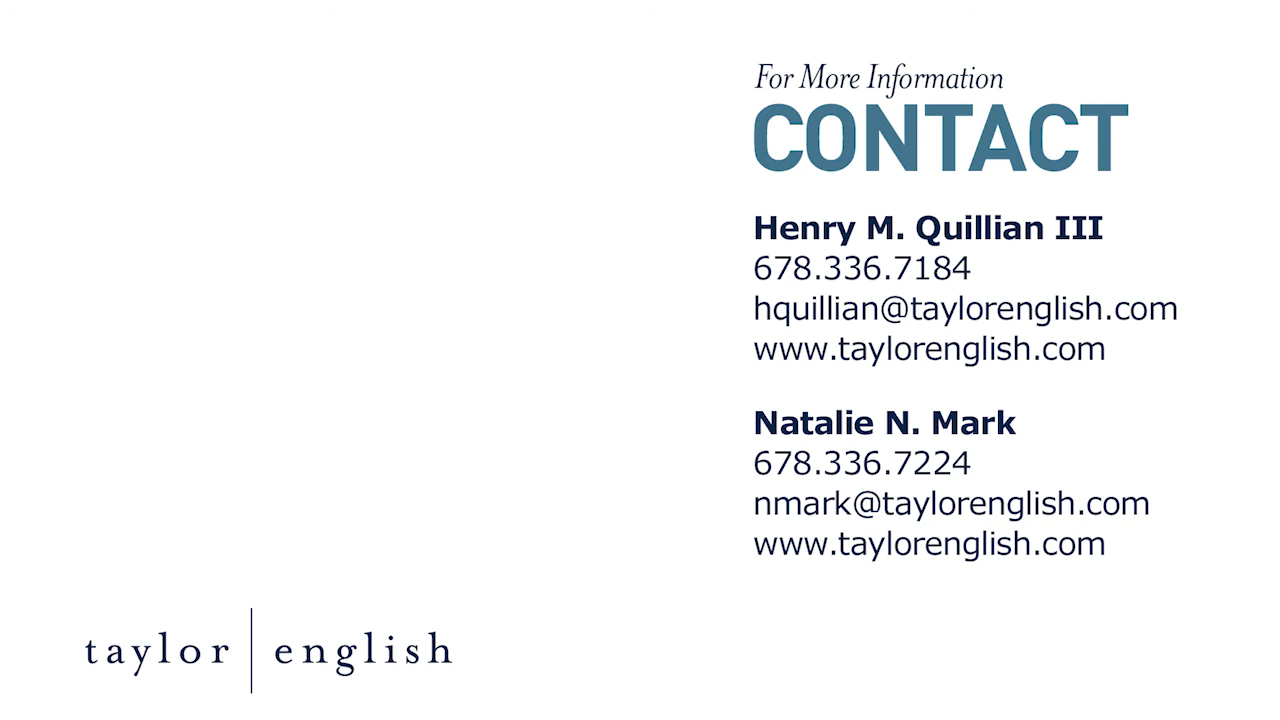 For More Information
CONTACT
Henry M. Quillian III
678.336.7184
hquillian@taylorenglish.com
www.taylorenglish.com
Natalie N. Mark
678.336.7224
nmark@taylorenglish.com
www.taylorenglish.com
taylor english